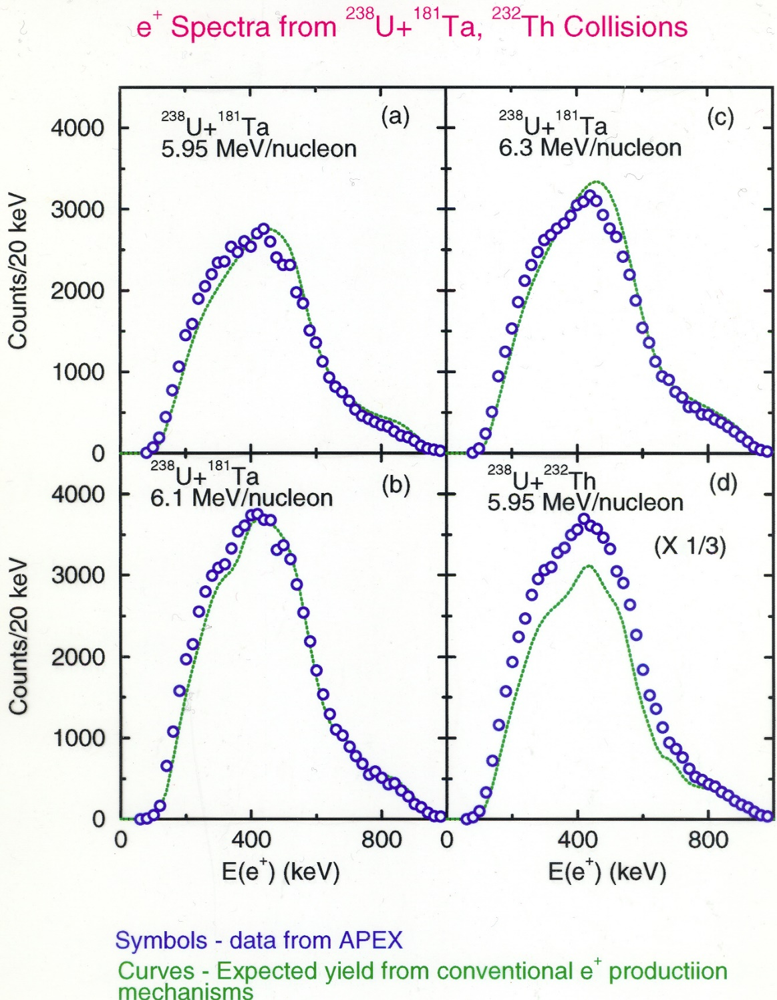 e⁺ Spectra from ²³⁸U+¹⁸¹Ta, ²³²Th Collisions
²³⁸U+¹⁸¹Ta
5.95 MeV/nucleon
(a)
²³⁸U+¹⁸¹Ta
6.3 MeV/nucleon
(c)
4000
3000
2000
1000
0
Counts/20 keV
²³⁸U+¹⁸¹Ta
6.1 MeV/nucleon
(b)
²³⁸U+²³²Th
5.95 MeV/nucleon
(d)
(X 1/3)
4000
3000
2000
1000
0
Counts/20 keV
0 400 800 0 400 800
E(e⁺) (keV) E(e⁺) (keV)
Symbols - data from APEX
Curves - Expected yield from conventional e⁺ productiion
mechanisms